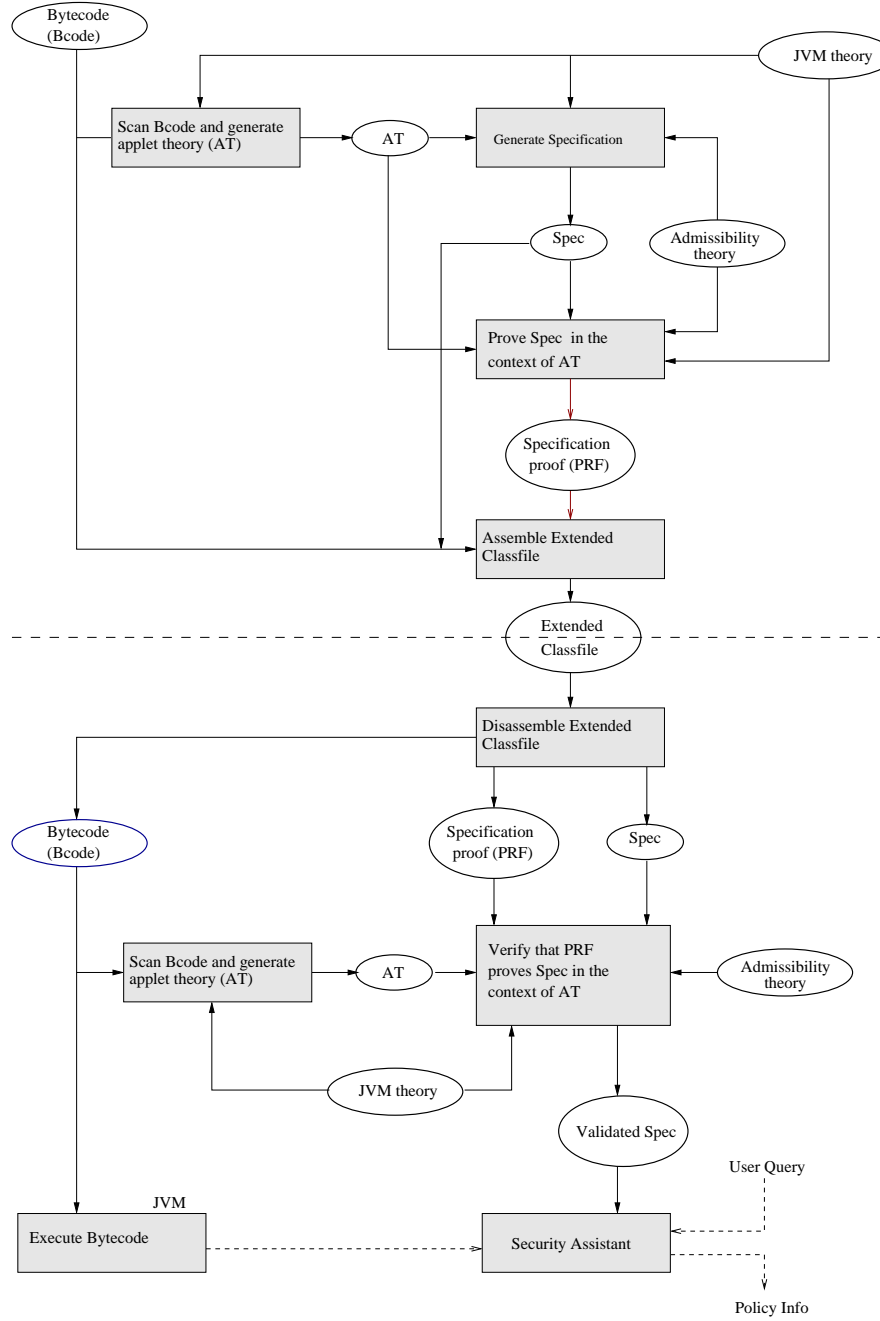 Bytecode
(Bcode)
JVM theory
Scan Bcode and generate
applet theory (AT)
AT
Generate Specification
Spec
Admissibility
theory
Prove Spec in the
context of AT
Specification
proof (PRF)
Assemble Extended
Classfile
Extended
Classfile
Disassemble Extended
Classfile
Bytecode
(Bcode)
Specification
proof (PRF)
Spec
Scan Bcode and generate
applet theory (AT)
AT
Verify that PRF
proves Spec in the
context of AT
Admissibility
theory
JVM theory
Validated Spec
User Query
JVM
Execute Bytecode
Security Assistant
Policy Info